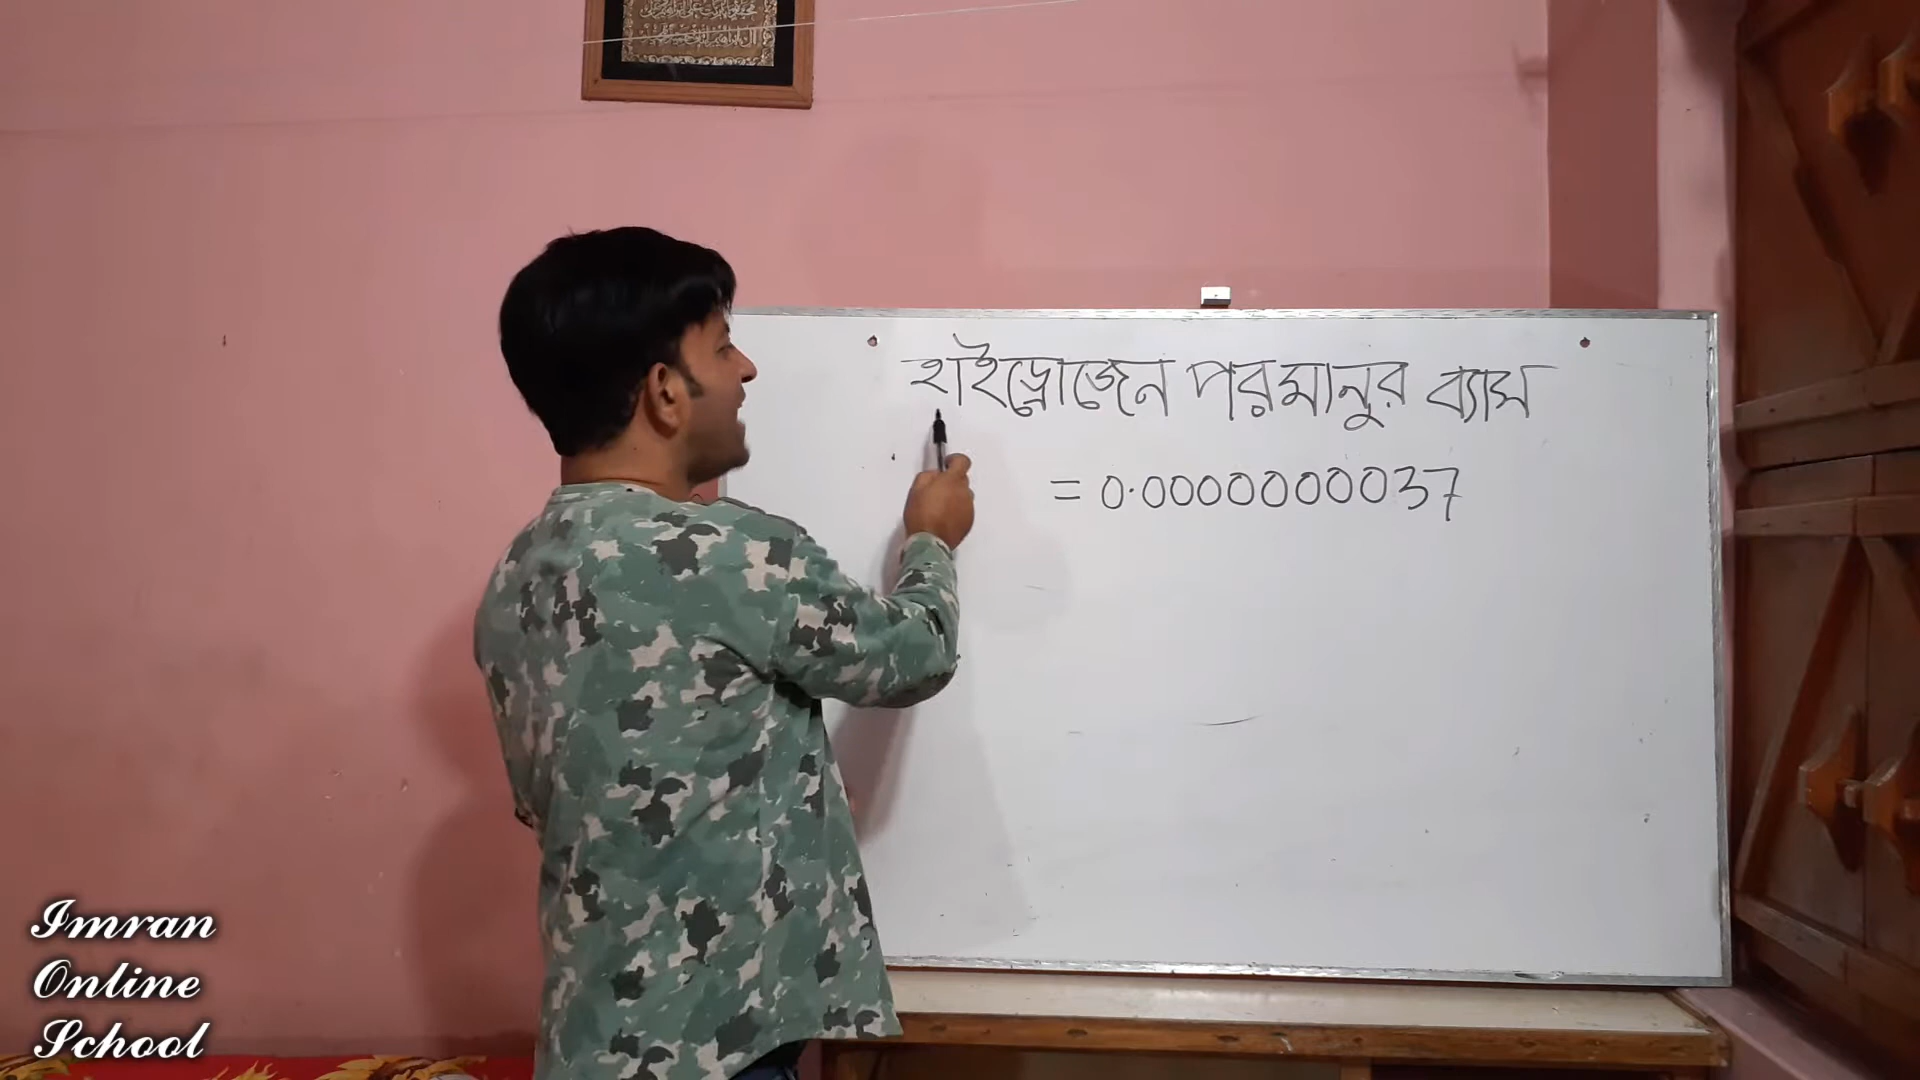 হাইড্রোজেন পরমানুর ব্যাস
= 0.0000000037
Imran
Online
School